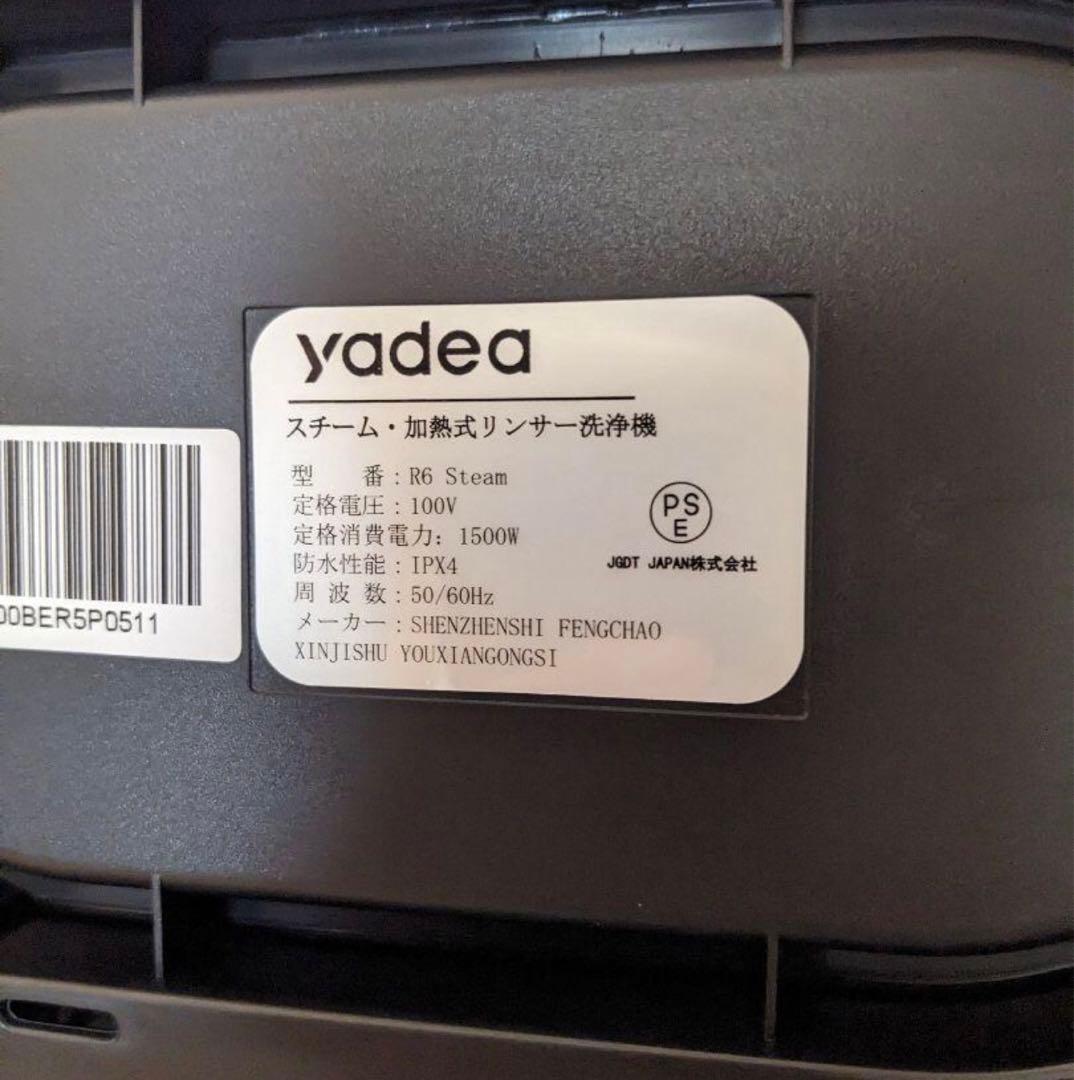 yadea
スチーム・加熱式リンサー洗浄機
型　　番：R6 Steam
定格電圧：100V
定格消費電力：1500W
防水性能：IPX4
周 波 数：50/60Hz
メーカー：SHENZHENSHI FENGCHAO
XINJISHU YOUXIANGONGSI
PS
E
JGDT JAPAN株式会社
00BER5P0511